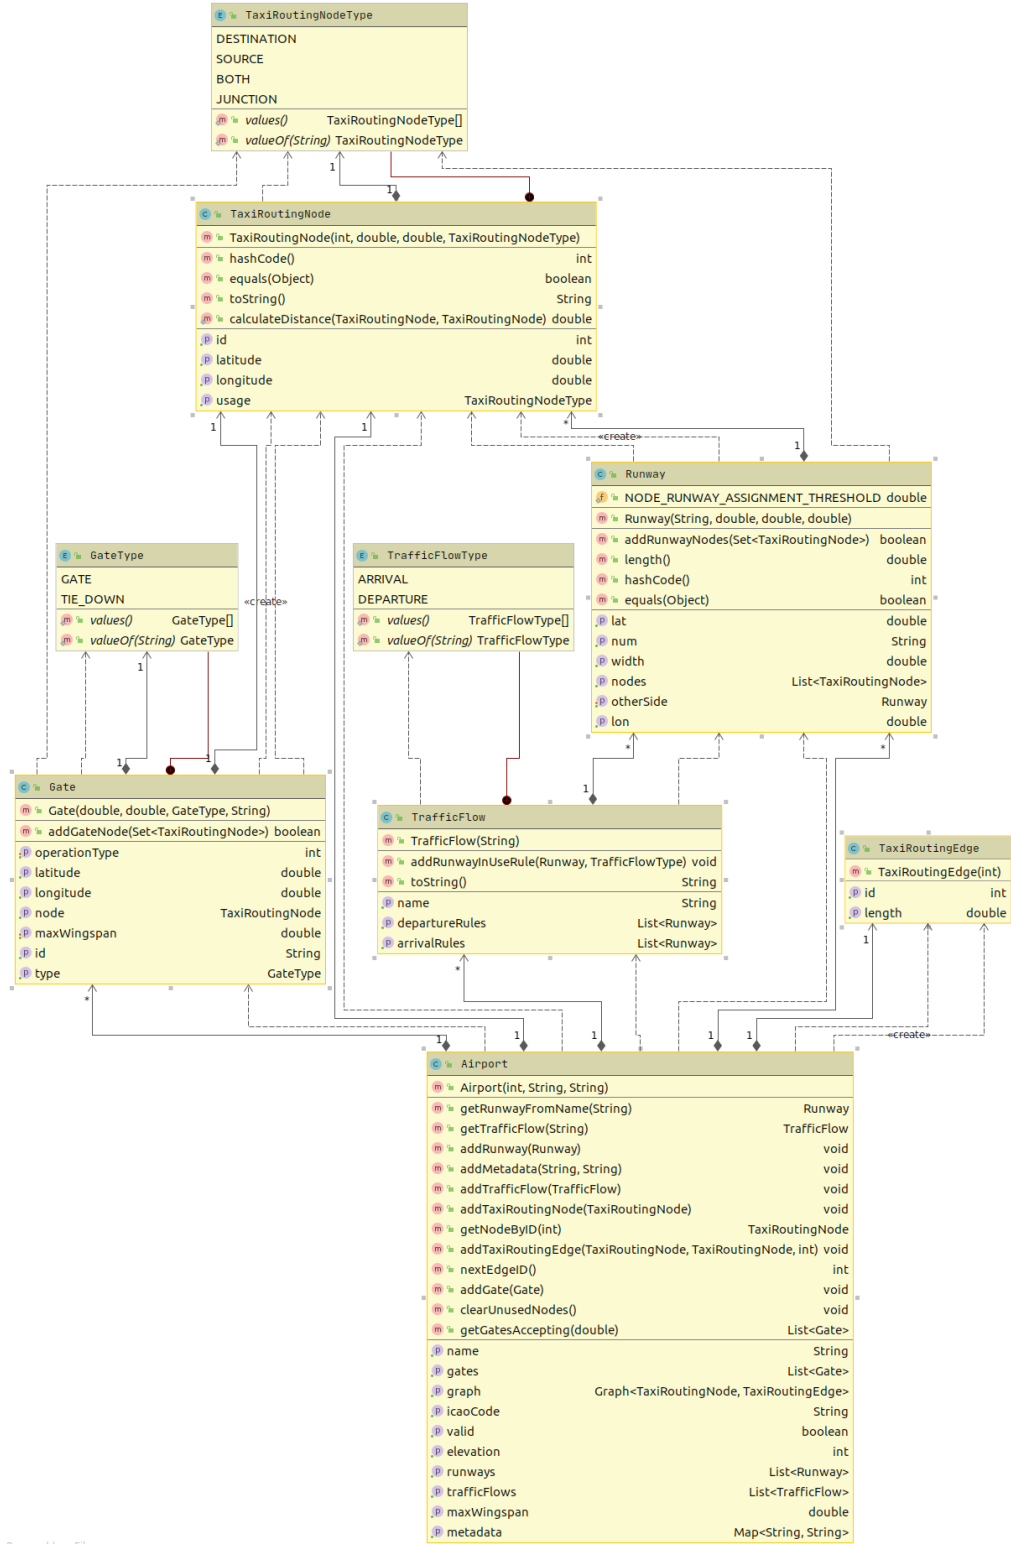 TaxiRoutingNodeType
DESTINATION
SOURCE
BOTH
JUNCTION
values() TaxiRoutingNodeType[]
valueOf(String) TaxiRoutingNodeType
1
1
TaxiRoutingNode
TaxiRoutingNode(int, double, double, TaxiRoutingNodeType)
hashCode() int
equals(Object) boolean
toString() String
calculateDistance(TaxiRoutingNode, TaxiRoutingNode) double
id int
latitude double
longitude double
usage TaxiRoutingNodeType
1
1
*
«create»
1
Runway
NODE_RUNWAY_ASSIGNMENT_THRESHOLD double
Runway(String, double, double, double)
addRunwayNodes(Set<TaxiRoutingNode>) boolean
length() double
hashCode() int
equals(Object) boolean
lat double
num String
width double
nodes List<TaxiRoutingNode>
otherSide Runway
lon double
GateType
GATE
TIE_DOWN
values() GateType[]
valueOf(String) GateType
«create»
TrafficFlowType
ARRIVAL
DEPARTURE
values() TrafficFlowType[]
valueOf(String) TrafficFlowType
1
1
1
*
*
1
Gate
Gate(double, double, GateType, String)
addGateNode(Set<TaxiRoutingNode>) boolean
operationType int
latitude double
longitude double
node TaxiRoutingNode
maxWingspan double
id String
type GateType
TrafficFlow
TrafficFlow(String)
addRunwayInUseRule(Runway, TrafficFlowType) void
toString() String
name String
departureRules List<Runway>
arrivalRules List<Runway>
TaxiRoutingEdge
TaxiRoutingEdge(int)
id int
length double
1
*
*
1
1
1
1
1
«create»
Airport
Airport(int, String, String)
getRunwayFromName(String) Runway
getTrafficFlow(String) TrafficFlow
addRunway(Runway) void
addMetadata(String, String) void
addTrafficFlow(TrafficFlow) void
addTaxiRoutingNode(TaxiRoutingNode) void
getNodeByID(int) TaxiRoutingNode
addTaxiRoutingEdge(TaxiRoutingNode, TaxiRoutingNode, int) void
nextEdgeID() int
addGate(Gate) void
clearUnusedNodes() void
getGatesAccepting(double) List<Gate>
name String
gates List<Gate>
graph Graph<TaxiRoutingNode, TaxiRoutingEdge>
icaoCode String
valid boolean
elevation int
runways List<Runway>
trafficFlows List<TrafficFlow>
maxWingspan double
metadata Map<String, String>